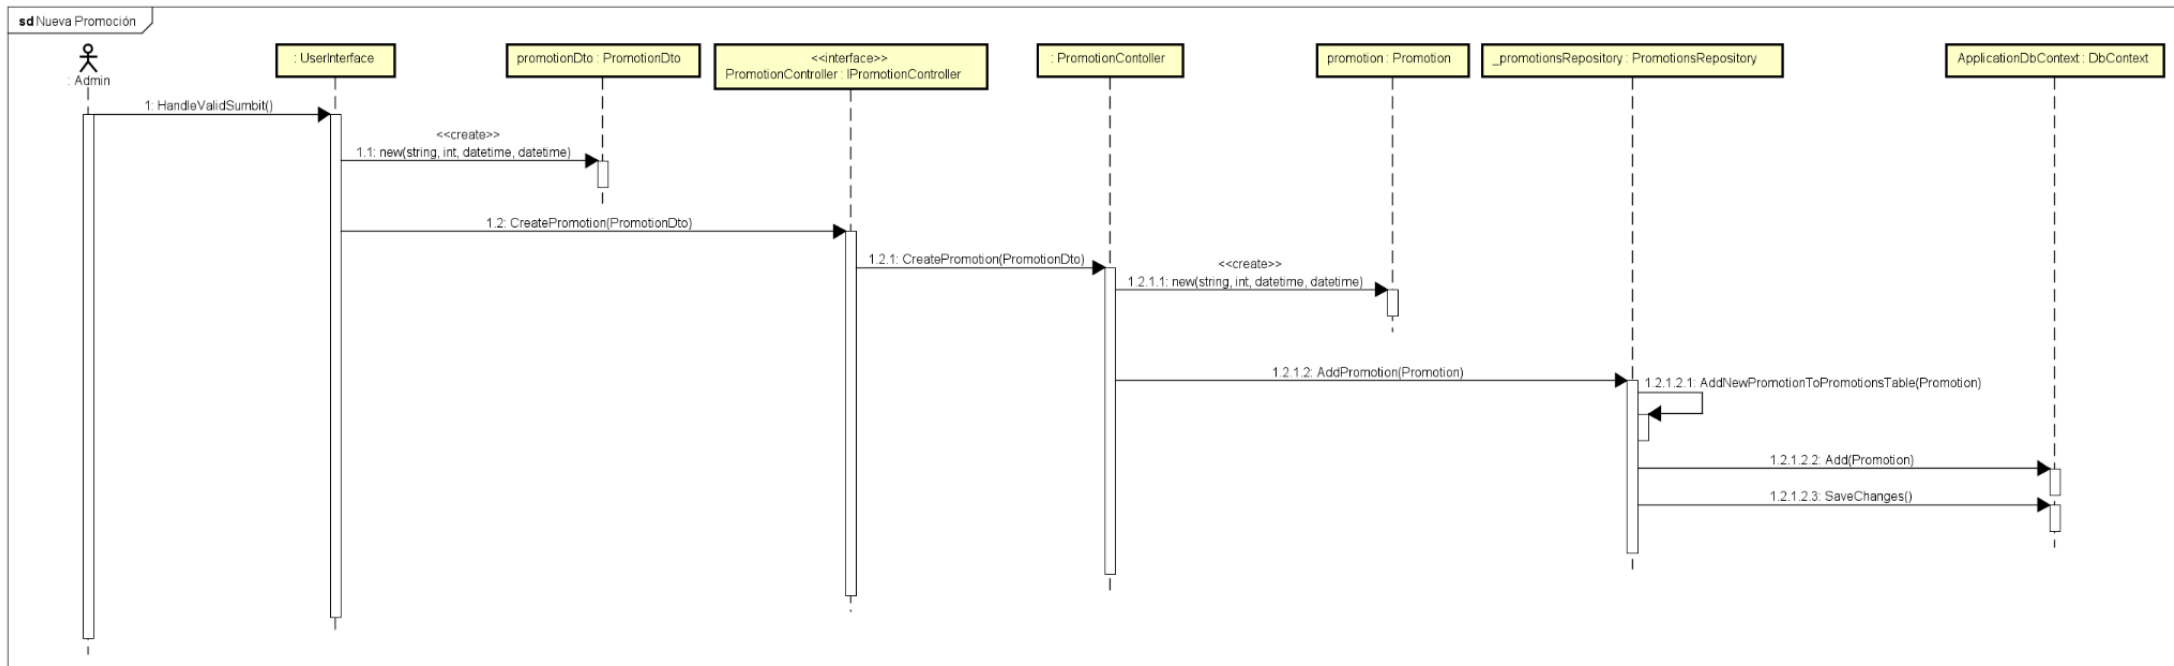 sd Nueva Promoción
: Admin
: UserInterface
promotionDto : PromotionDto
<<interface>>
PromotionController : IPromotionController
: PromotionContoller
promotion : Promotion
_promotionsRepository : PromotionsRepository
ApplicationDbContext : DbContext
1: HandleValidSumbit()
<<create>>
1.1: new(string, int, datetime, datetime)
1.2: CreatePromotion(PromotionDto)
1.2.1: CreatePromotion(PromotionDto)
<<create>>
1.2.1.1: new(string, int, datetime, datetime)
1.2.1.2: AddPromotion(Promotion)
1.2.1.2.1: AddNewPromotionToPromotionsTable(Promotion)
1.2.1.2.2: Add(Promotion)
1.2.1.2.3: SaveChanges()